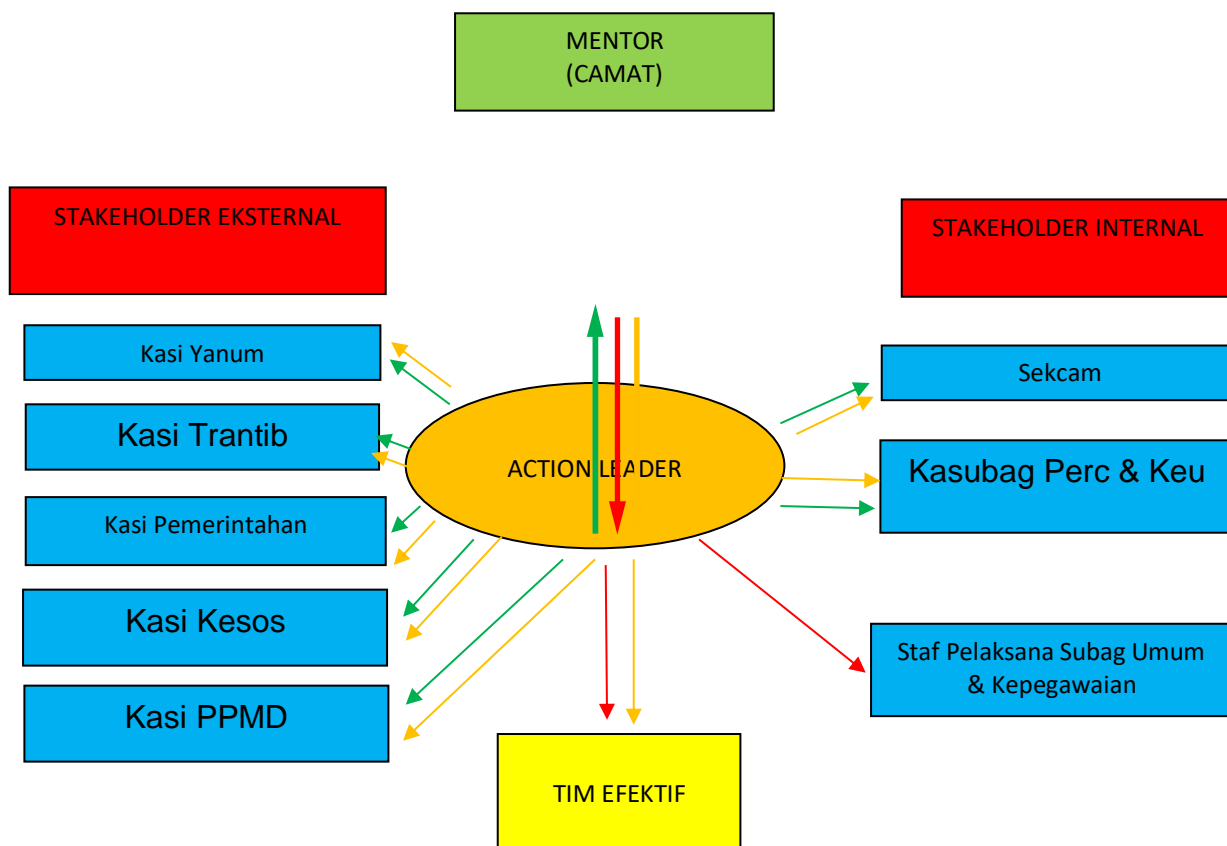 MENTOR
(CAMAT)
STAKEHOLDER EKSTERNAL
STAKEHOLDER INTERNAL
Kasi Yanum
Sekcam
Kasi Trantib
ACTION LEADER
Kasubag Perc & Keu
Kasi Pemerintahan
Kasi Kesos
Staf Pelaksana Subag Umum
& Kepegawaian
Kasi PPMD
TIM EFEKTIF